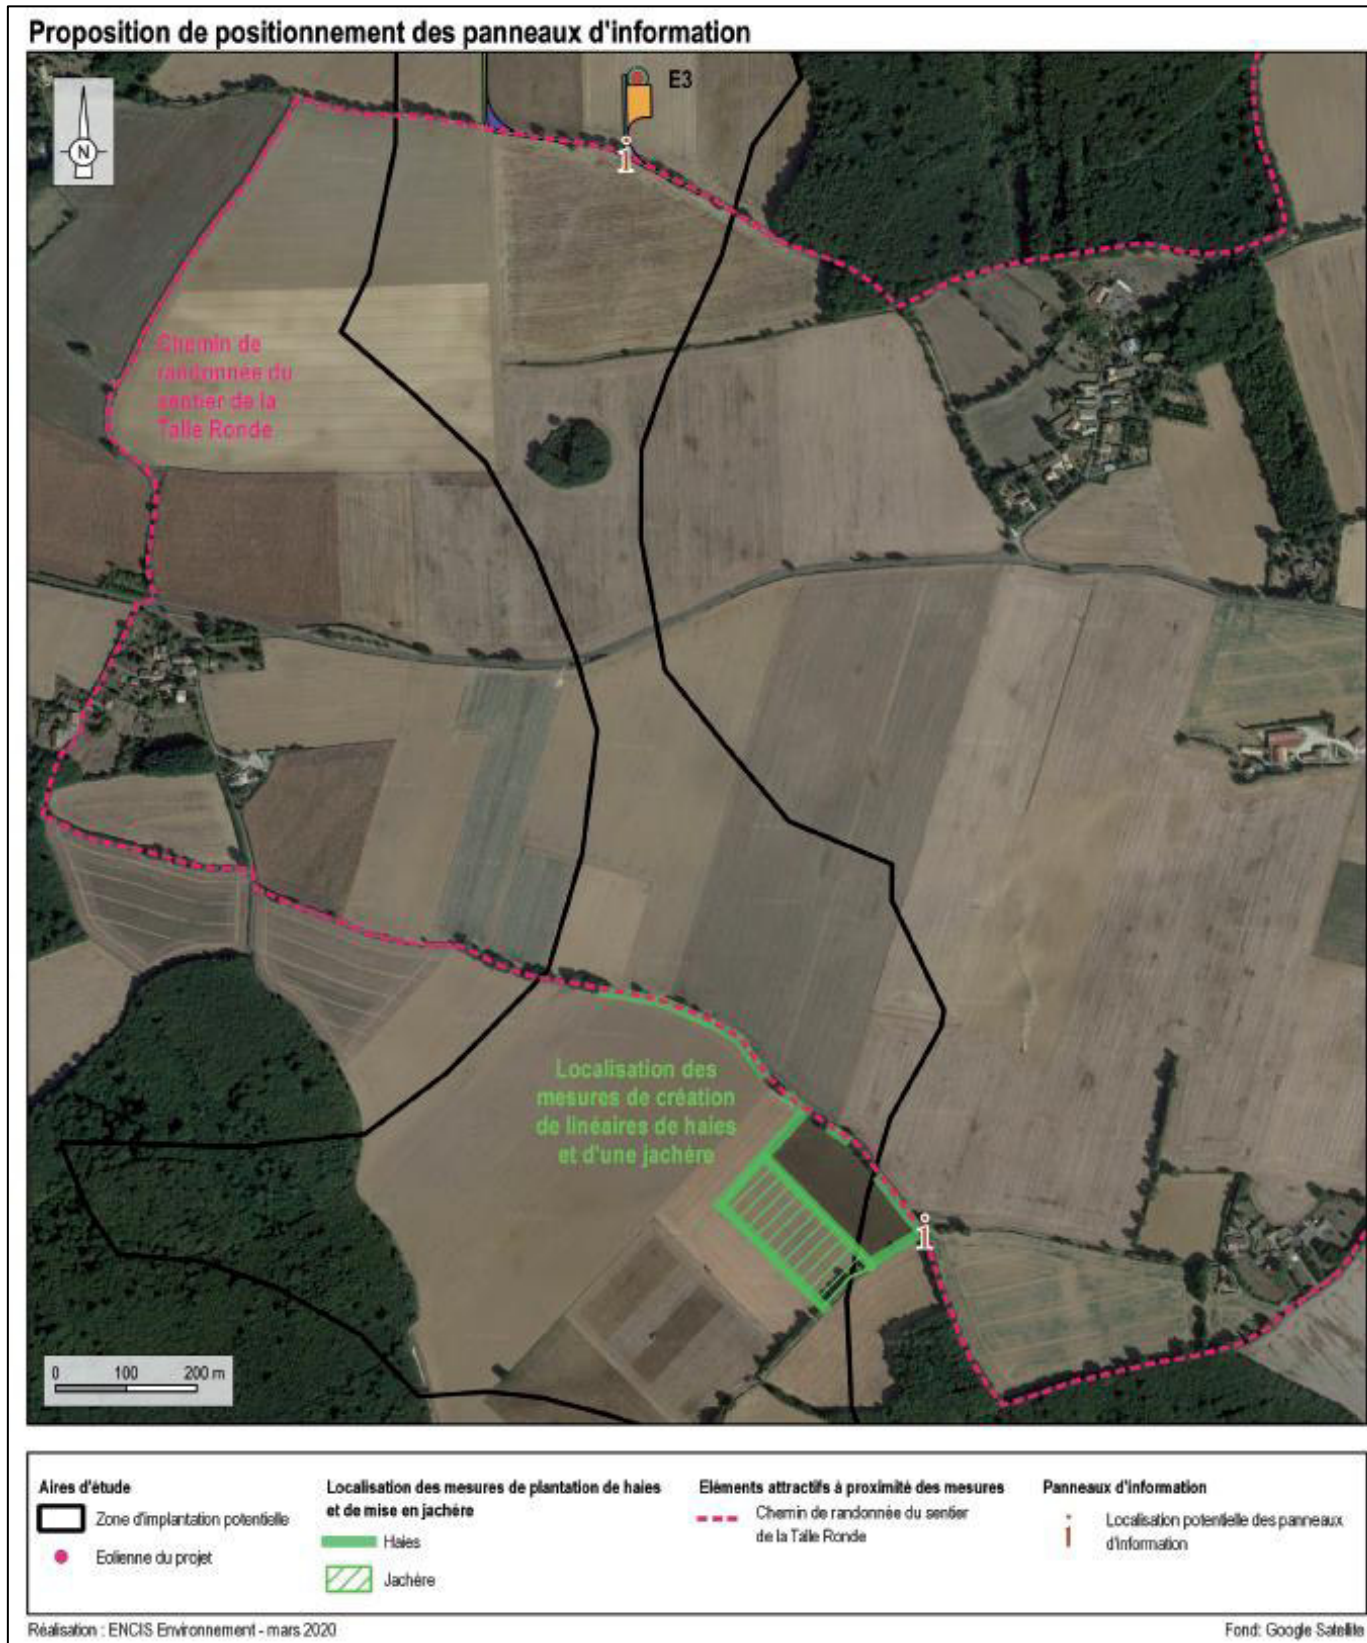 Proposition de positionnement des panneaux d'information
E3
N
Chemin de
randonnée du
sentier de la
Talle Ronde
Localisation des
mesures de création
de linéaires de haies
et d'une jachère
0 100 200 m
Aires d'étude
Zone d'implantation potentielle
Eolienne du projet
Localisation des mesures de plantation de haies
et de mise en jachère
Haies
Jachère
Eléments attractifs à proximité des mesures
Chemin de randonnée du sentier
de la Talle Ronde
Panneaux d'information
Localisation potentielle des panneaux
d'information
Réalisation : ENCIS Environnement - mars 2020
Fond: Google Satellite